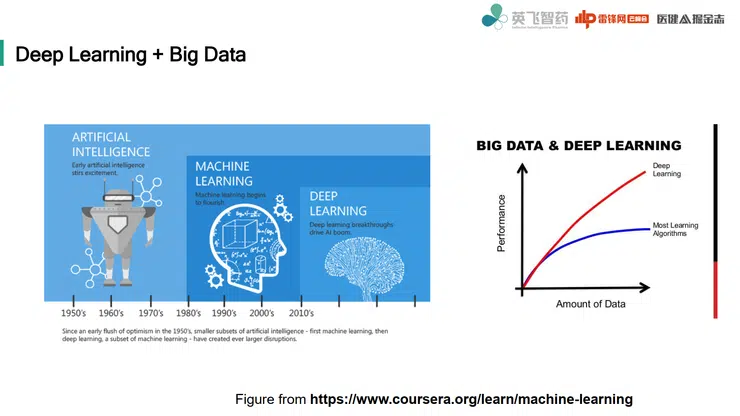 英飞智药
雷锋网
医健AI掘金志
Deep Learning + Big Data
ARTIFICIAL
INTELLIGENCE
Early artificial intelligence
stirs excitement.
MACHINE
LEARNING
Machine learning begins
to flourish.
DEEP
LEARNING
Deep learning breakthroughs
drive AI boom.
1950's 1960's 1970's 1980's 1990's 2000's 2010's
Since an early flush of optimism in the 1950's, smaller subsets of artificial intelligence - first machine learning, then
deep learning, a subset of machine learning - have created ever larger disruptions.
BIG DATA & DEEP LEARNING
Deep
Learning
Most Learning
Algorithms
Performance
Amount of Data
Figure from https://www.coursera.org/learn/machine-learning